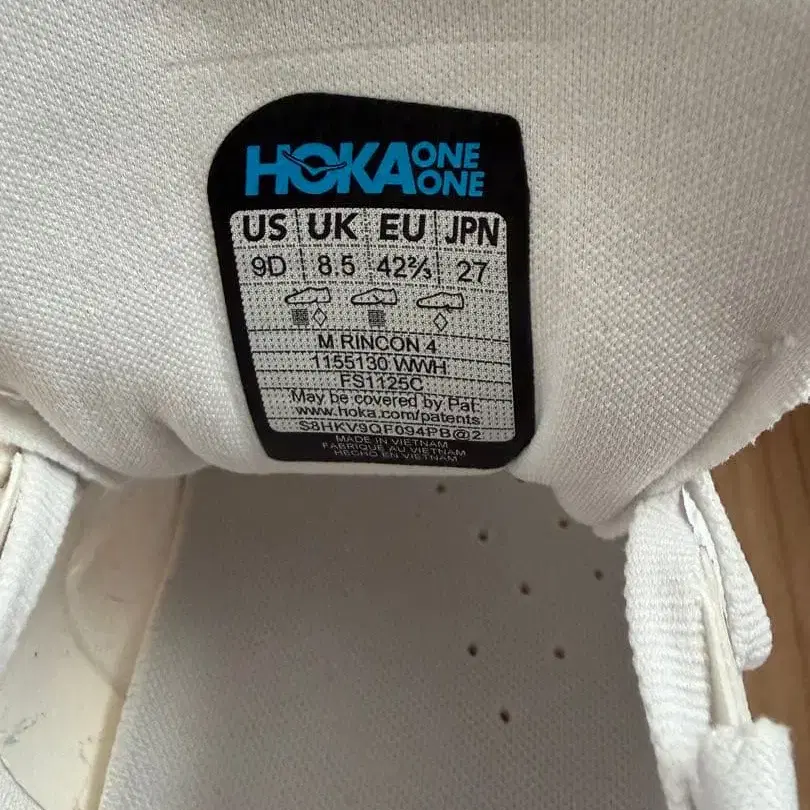 HOKA ONE ONE
US UK EU JPN
9D 8.5 42⅔ 27
M RINCON 4
1155130 WWH
FS1125C
May be covered by Pat.
www.hoka.com/patents
S8HKV9QF094PB@2
MADE IN VIETNAM
FABRIQUÉ AU VIETNAM
HECHO EN VIETNAM